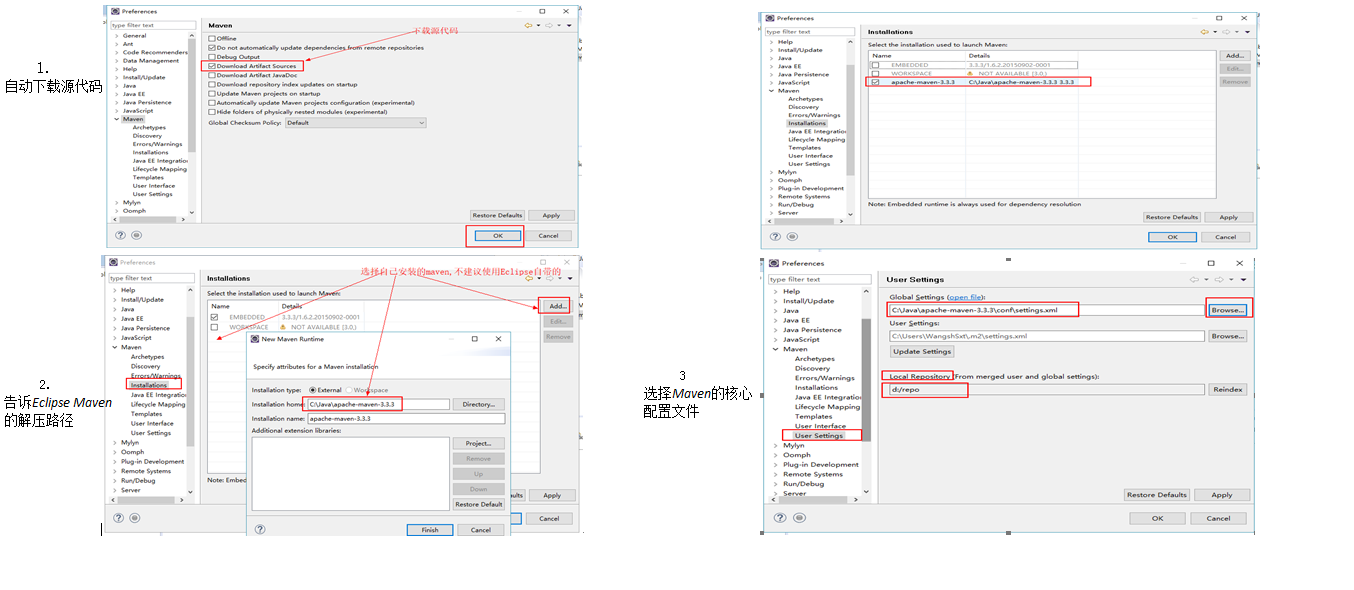 1.
自动下载源代码
Preferences
type filter text
General
Ant
Code Recommenders
Data Management
Help
Install/Update
Java
Java EE
Java Persistence
JavaScript
Maven
Archetypes
Discovery
Errors/Warnings
Installations
Java EE Integratio
Lifecycle Mapping
Templates
User Interface
User Settings
Mylyn
Oomph
Maven
下载源代码
Offline
Do not automatically update dependencies from remote repositories
Debug Output
Download Artifact Sources
Download Artifact JavaDoc
Download repository index updates on startup
Update Maven projects on startup
Automatically update Maven projects configuration (experimental)
Hide folders of physically nested modules (experimental)
Global Checksum Policy: Default
Restore Defaults Apply
OK Cancel
Preferences
type filter text
Help
Install/Update
Java
Java EE
Java Persistence
JavaScript
Maven
Archetypes
Discovery
Errors/Warnings
Installations
Java EE Integratio
Lifecycle Mapping
Templates
User Interface
User Settings
Mylyn
Oomph
Plug-in Development
Remote Systems
Run/Debug
Server
Installations
Select the installation used to launch Maven:
Name Details
EMBEDDED 3.3.3/1.6.2.20150902-0001
WORKSPACE NOT AVAILABLE [3.0,)
apache-maven-3.3.3 C:\Java\apache-maven-3.3.3 3.3.3
Add...
Edit...
Remove
Note: Embedded runtime is always used for dependency resolution
Restore Defaults Apply
OK Cancel
2.
告诉Eclipse Maven
的解压路径
Preferences
type filter text
Help
Install/Update
Java
Java EE
Java Persistence
JavaScript
Maven
Archetypes
Discovery
Errors/Warnings
Installations
Java EE Integratio
Lifecycle Mapping
Templates
User Interface
User Settings
Mylyn
Oomph
Plug-in Development
Remote Systems
Run/Debug
Server
Installations
选择自己安装的maven,不建议使用Eclipse自带的
Select the installation used to launch Maven:
Name Details
EMBEDDED 3.3.3/1.6.2.20150902-0001
WORKSPACE NOT AVAILABLE [3.0,)
Add...
Edit...
Remove
New Maven Runtime
Specify attributes for a Maven installation
Installation type: External Workspace
Installation home: C:\Java\apache-maven-3.3.3 Directory...
Installation name: apache-maven-3.3.3
Additional extension libraries:
Project...
Remove
Up
Down
Restore Default
Finish Cancel
Note: Embed
aults Apply
Cancel
3
选择Maven的核心
配置文件
Preferences
type filter text
Help
Install/Update
Java
Java EE
Java Persistence
JavaScript
Maven
Archetypes
Discovery
Errors/Warnings
Installations
Java EE Integratio
Lifecycle Mapping
Templates
User Interface
User Settings
Mylyn
Oomph
Plug-in Development
Remote Systems
Run/Debug
Server
User Settings
Global Settings (open file):
C:\Java\apache-maven-3.3.3\conf\settings.xml Browse...
User Settings:
C:\Users\WangshSxt\.m2\settings.xml Browse...
Update Settings
Local Repository (From merged user and global settings):
d:/repo Reindex
Restore Defaults Apply
OK Cancel